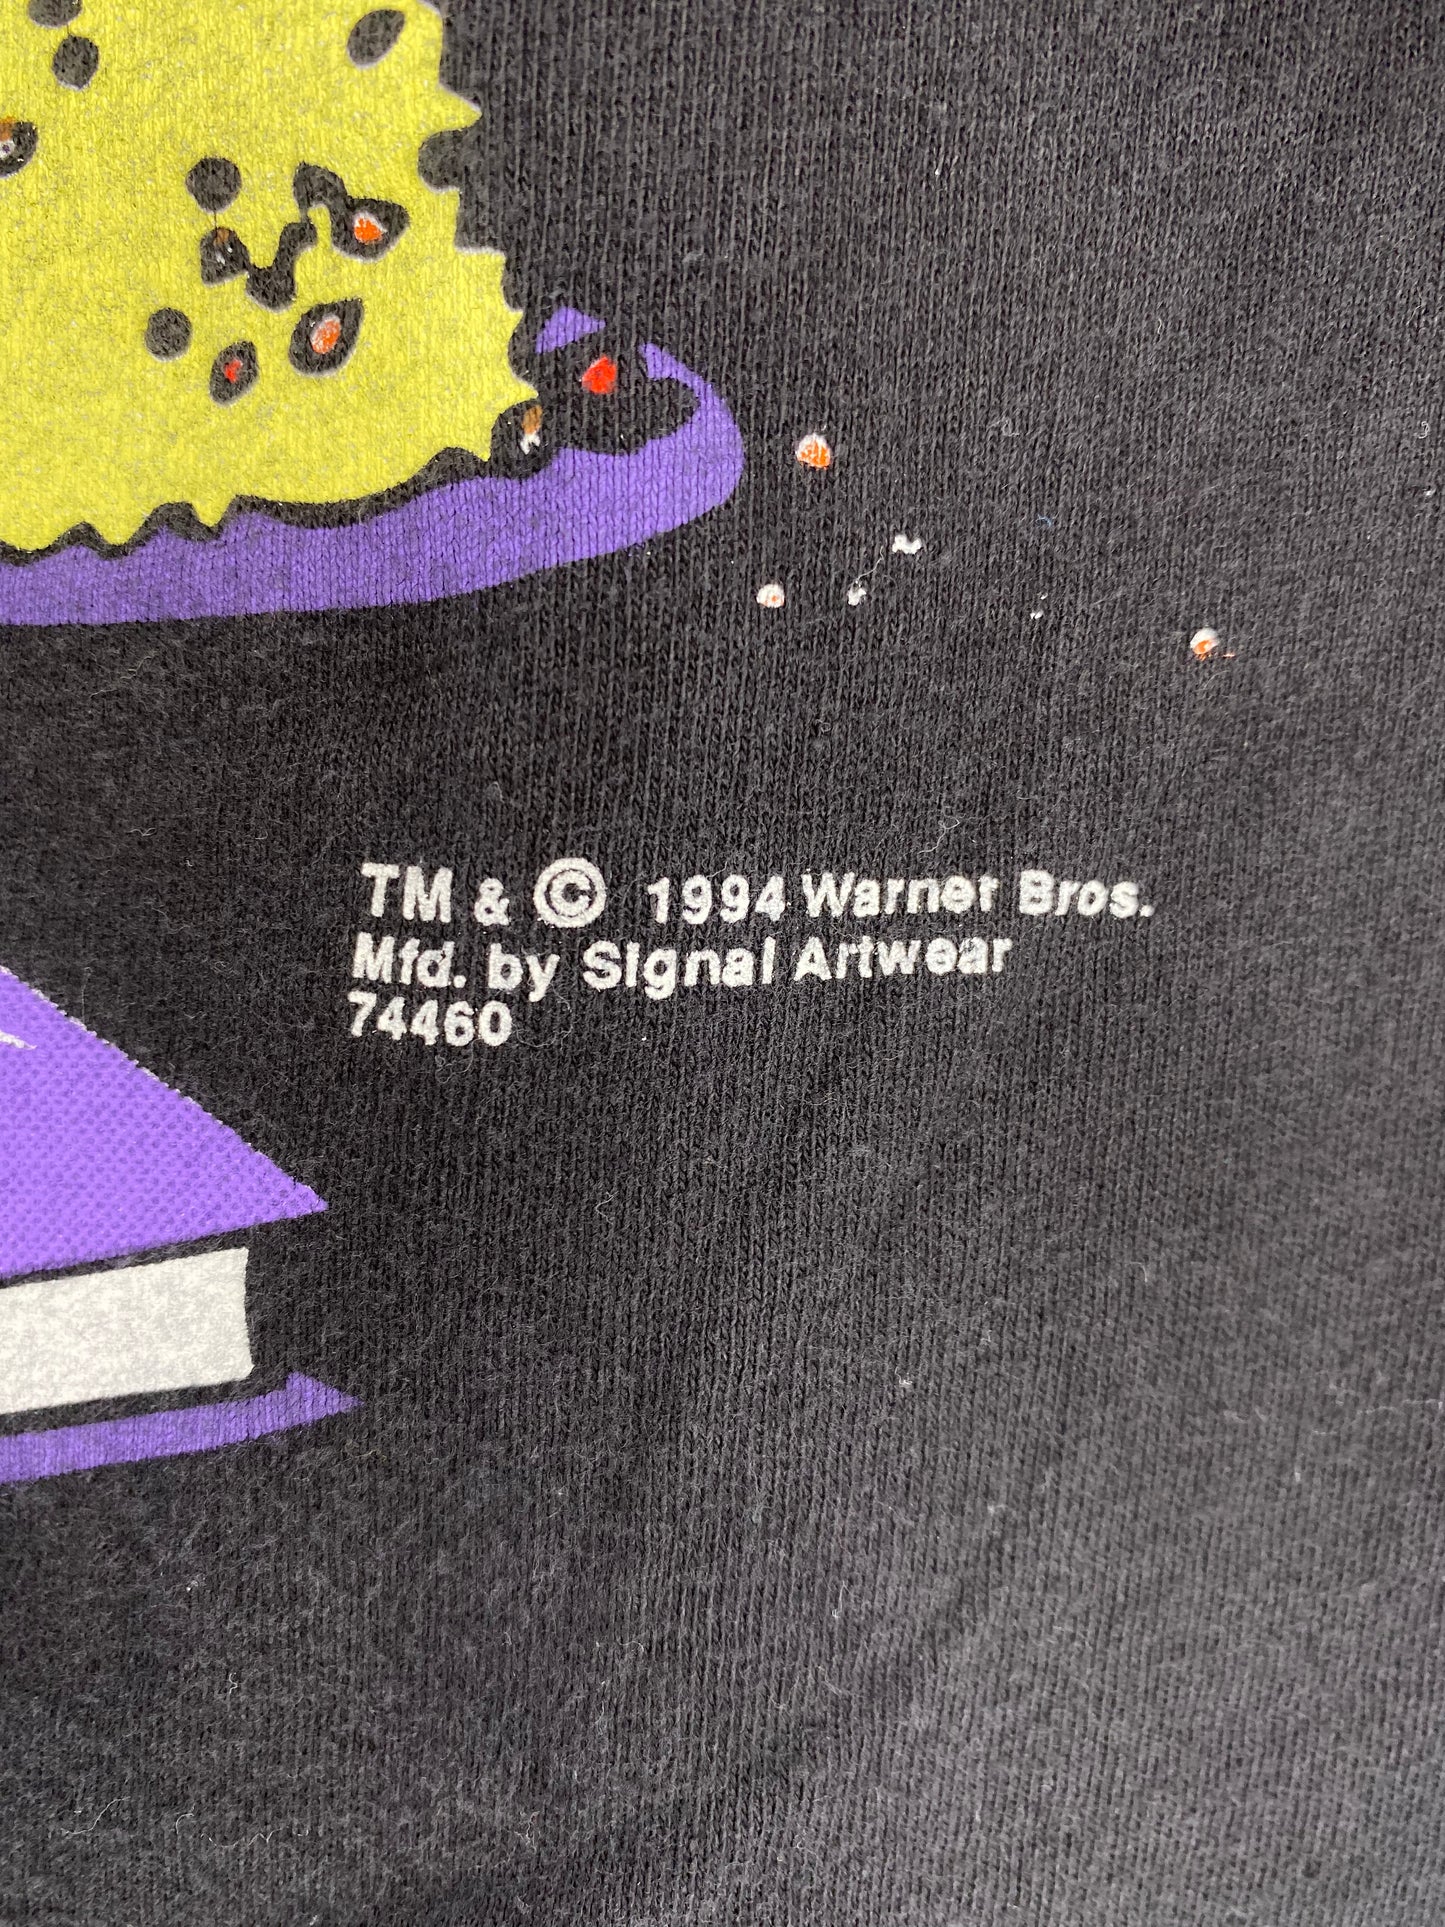 TM & © 1994 Warner Bros.
Mfd. by Signal Artwear
74460